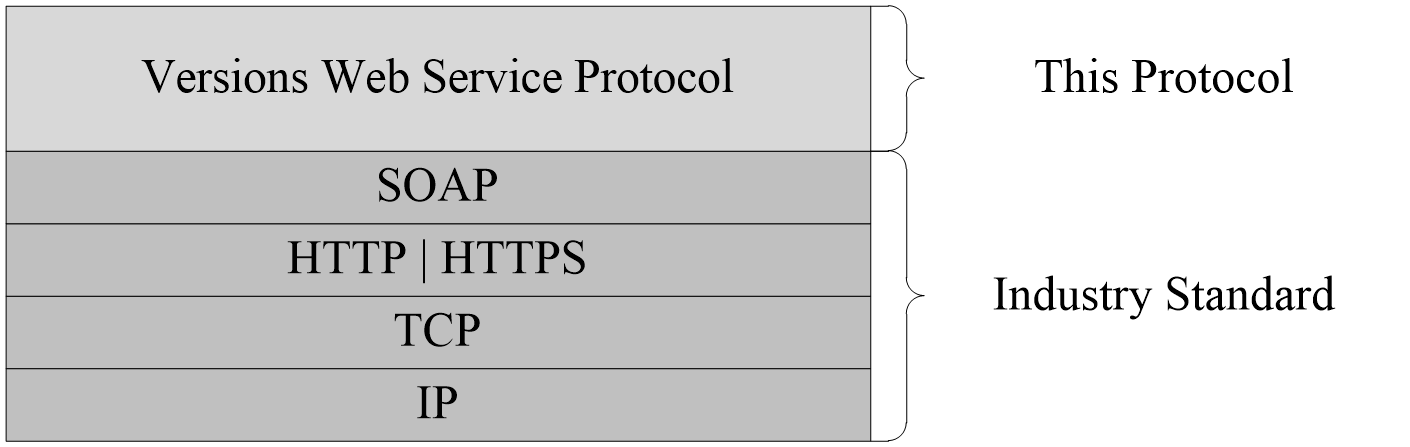 Versions Web Service Protocol
This Protocol
SOAP
HTTP | HTTPS
TCP
IP
Industry Standard